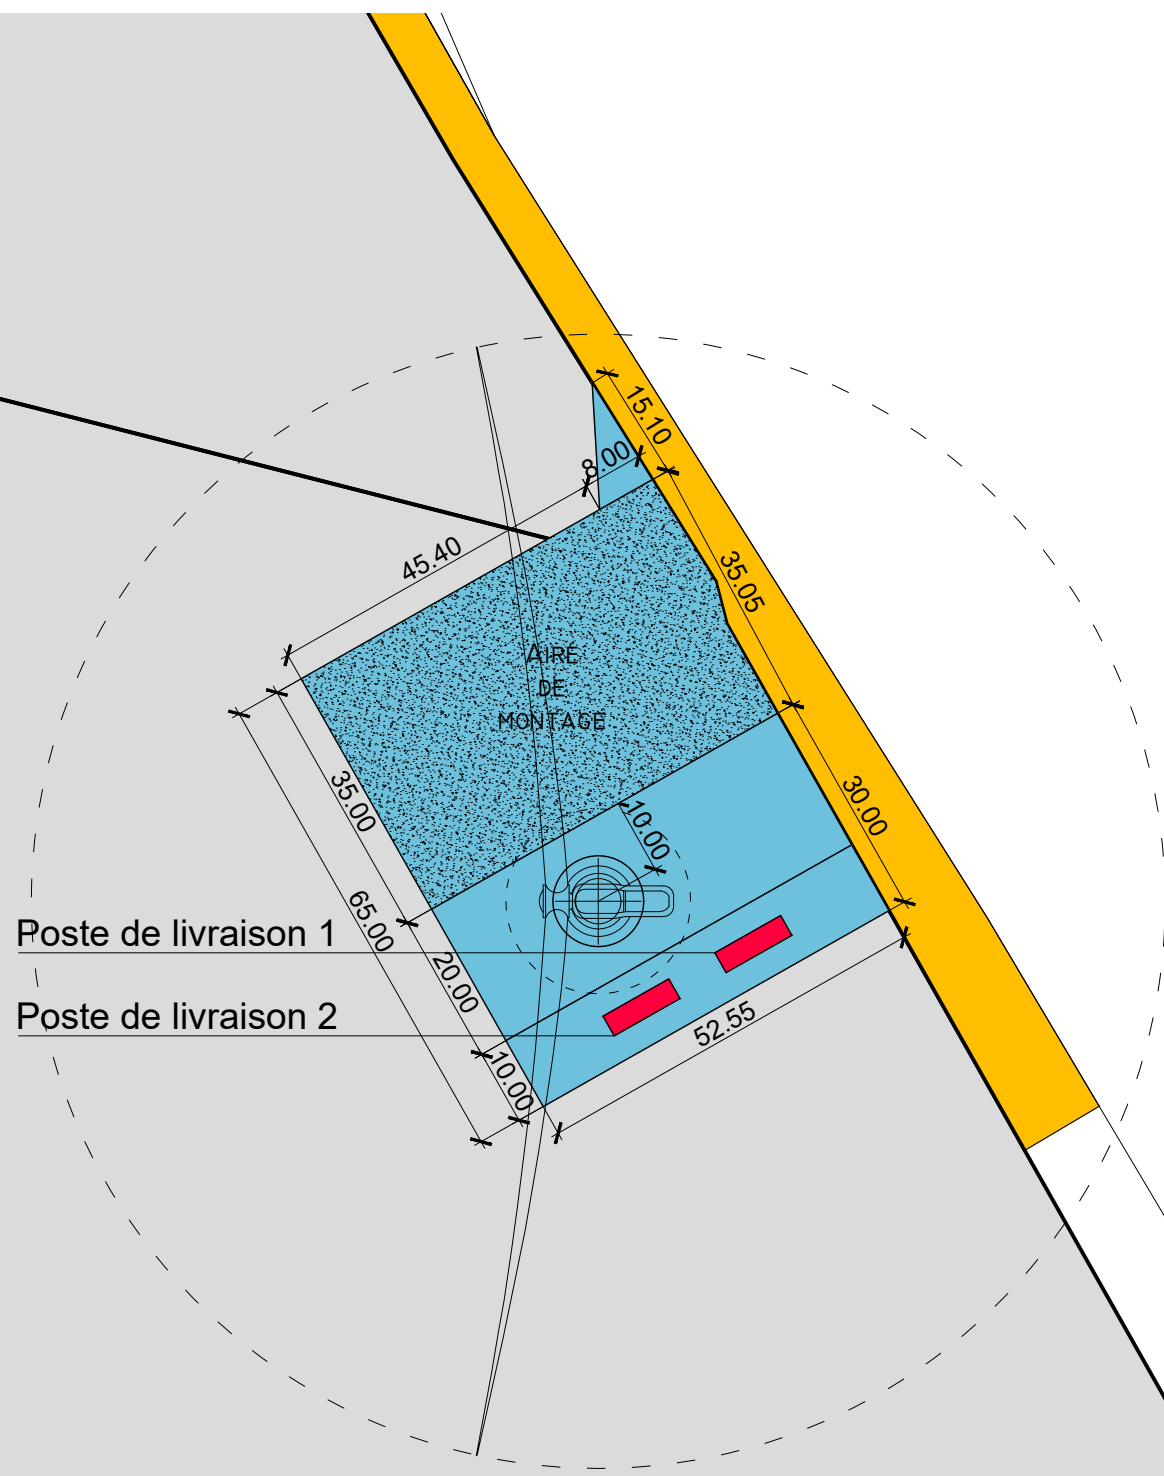 15.10
8.00
45.40
35.05
AIRE
DE
MONTAGE
35.00
10.00
30.00
65.00
Poste de livraison 1
20.00
Poste de livraison 2
52.55
10.00